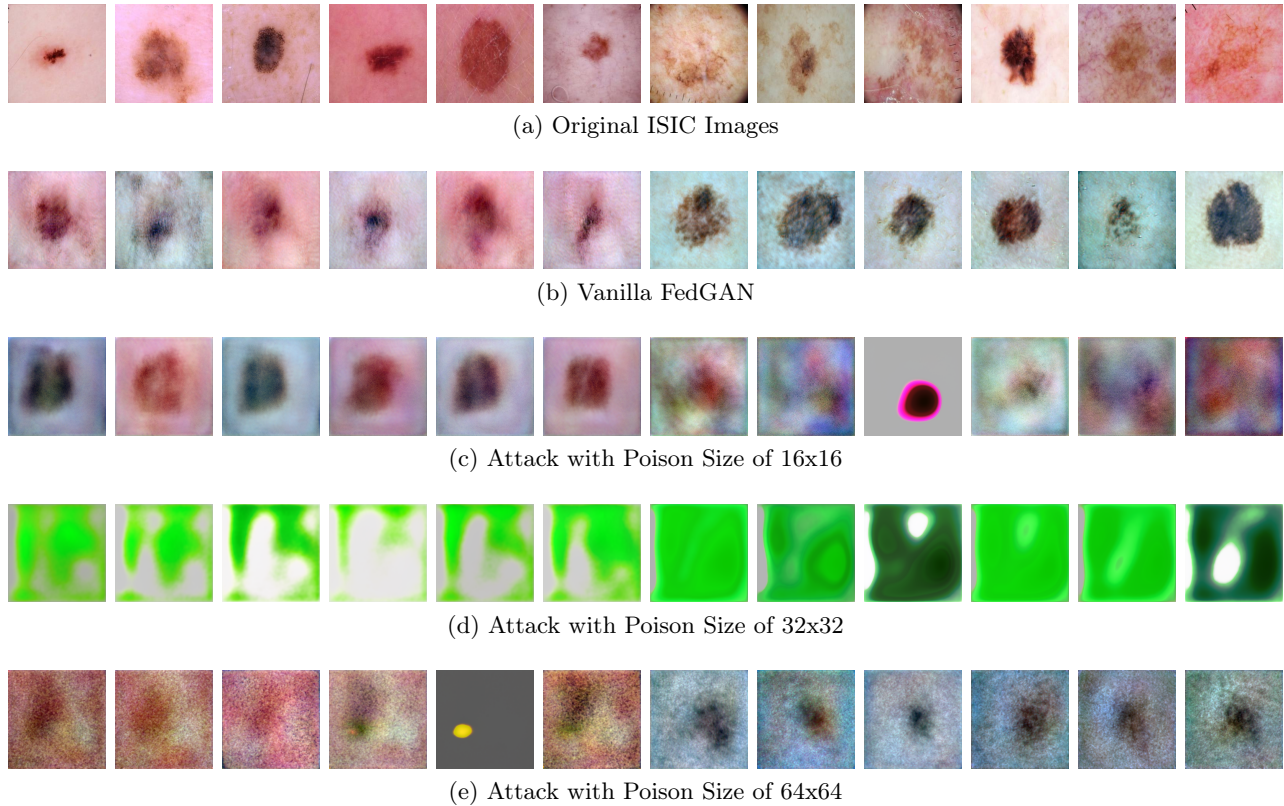 (a) Original ISIC Images
(b) Vanilla FedGAN
(c) Attack with Poison Size of 16x16
(d) Attack with Poison Size of 32x32
(e) Attack with Poison Size of 64x64